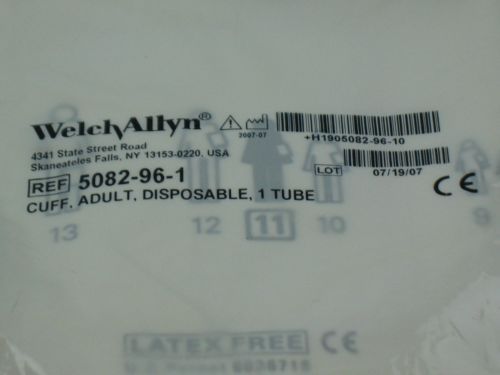 WelchAllyn®
2007-07
+H1905082-96-10
4341 State Street Road
Skaneateles Falls, NY 13153-0220, USA
LOT 07/19/07
REF 5082-96-1
CE
CUFF, ADULT, DISPOSABLE, 1 TUBE
13 12 11 10 9
LATEX FREE CE